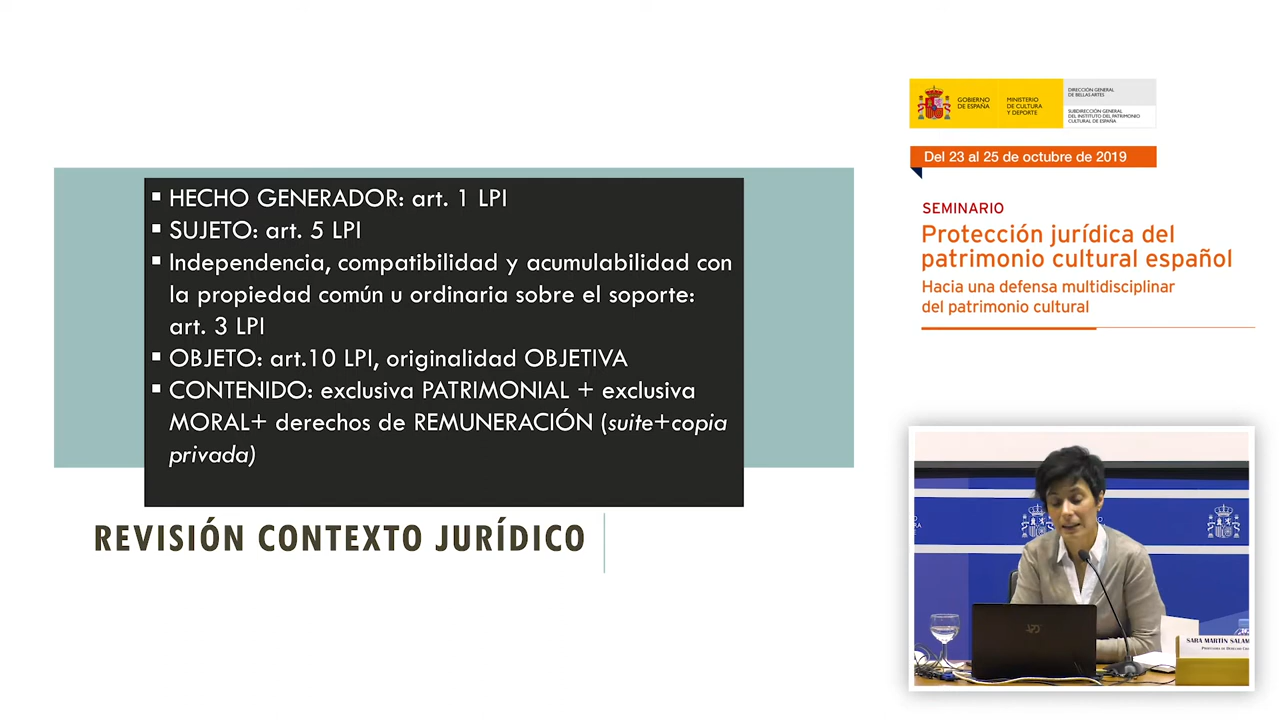 HECHO GENERADOR: art. 1 LPI
SUJETO: art. 5 LPI
Independencia, compatibilidad y acumulabilidad con
la propiedad común u ordinaria sobre el soporte:
art. 3 LPI
OBJETO: art.10 LPI, originalidad OBJETIVA
CONTENIDO: exclusiva PATRIMONIAL + exclusiva
MORAL+ derechos de REMUNERACIÓN (suite+copia
privada)
REVISIÓN CONTEXTO JURÍDICO
GOBIERNO
DE ESPAÑA
MINISTERIO
DE CULTURA
Y DEPORTE
DIRECCIÓN GENERAL
DE BELLAS ARTES
SUBDIRECCIÓN GENERAL
DEL INSTITUTO DEL PATRIMONIO
CULTURAL DE ESPAÑA
Del 23 al 25 de octubre de 2019
SEMINARIO
Protección jurídica del
patrimonio cultural español
Hacia una defensa multidisciplinar
del patrimonio cultural
SARA MARTÍN SALAM
PROFESORA DE DERECHO